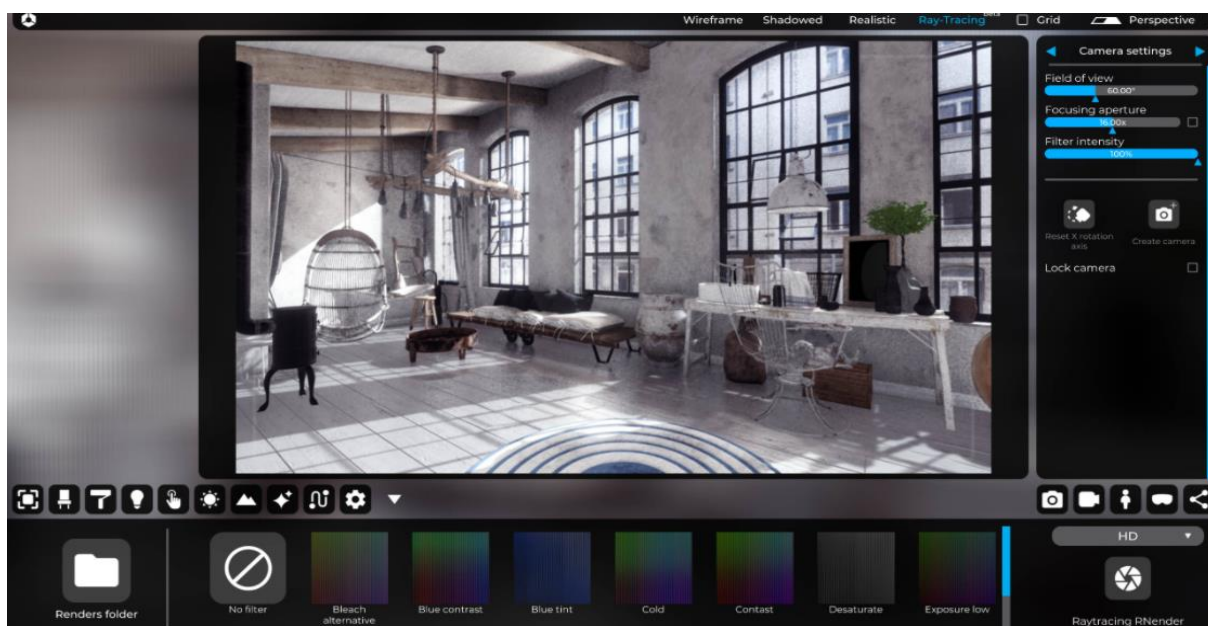 Wireframe Shadowed Realistic Ray-Tracing Beta Grid Perspective
Camera settings
Field of view
60.00°
Focusing aperture
16.00x
Filter intensity
100%
Reset X rotation
axis
Create camera
Lock camera
HD
Renders folder
No filter
Bleach
alternative
Blue contrast
Blue tint
Cold
Contast
Desaturate
Exposure low
Raytracing RNender